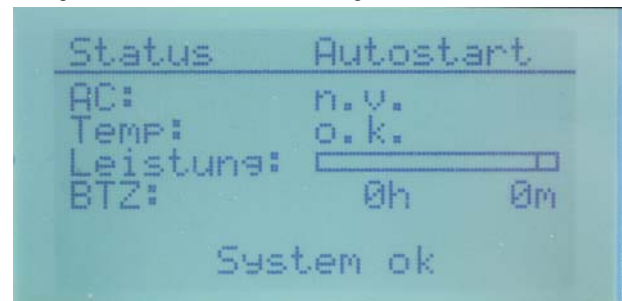 Status Autostart
AC: n.v.
Temp: o.k.
Leistung:
BTZ: 0h 0m
System ok